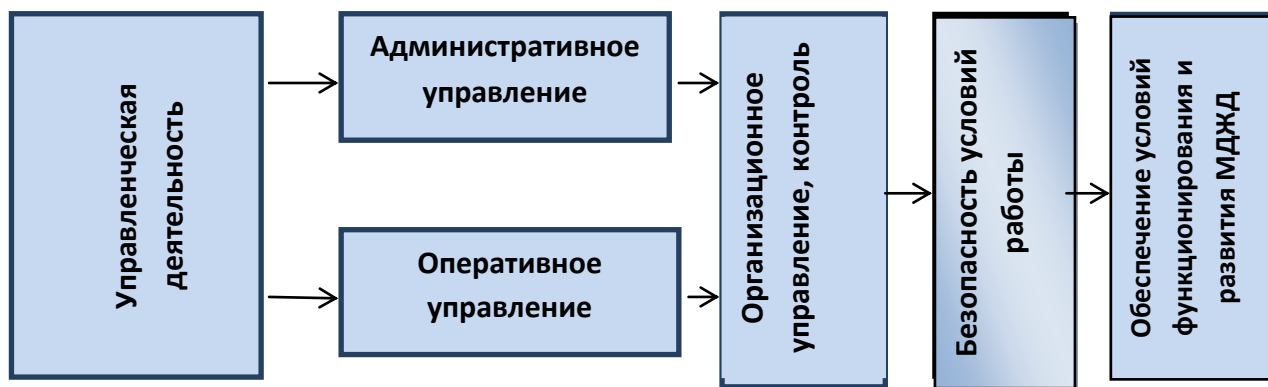 Управленческая
деятельность
Административное
управление
Оперативное
управление
Организационное
управление, контроль
Безопасность условий
работы
Обеспечение условий
функционирования и
развития МДЖД